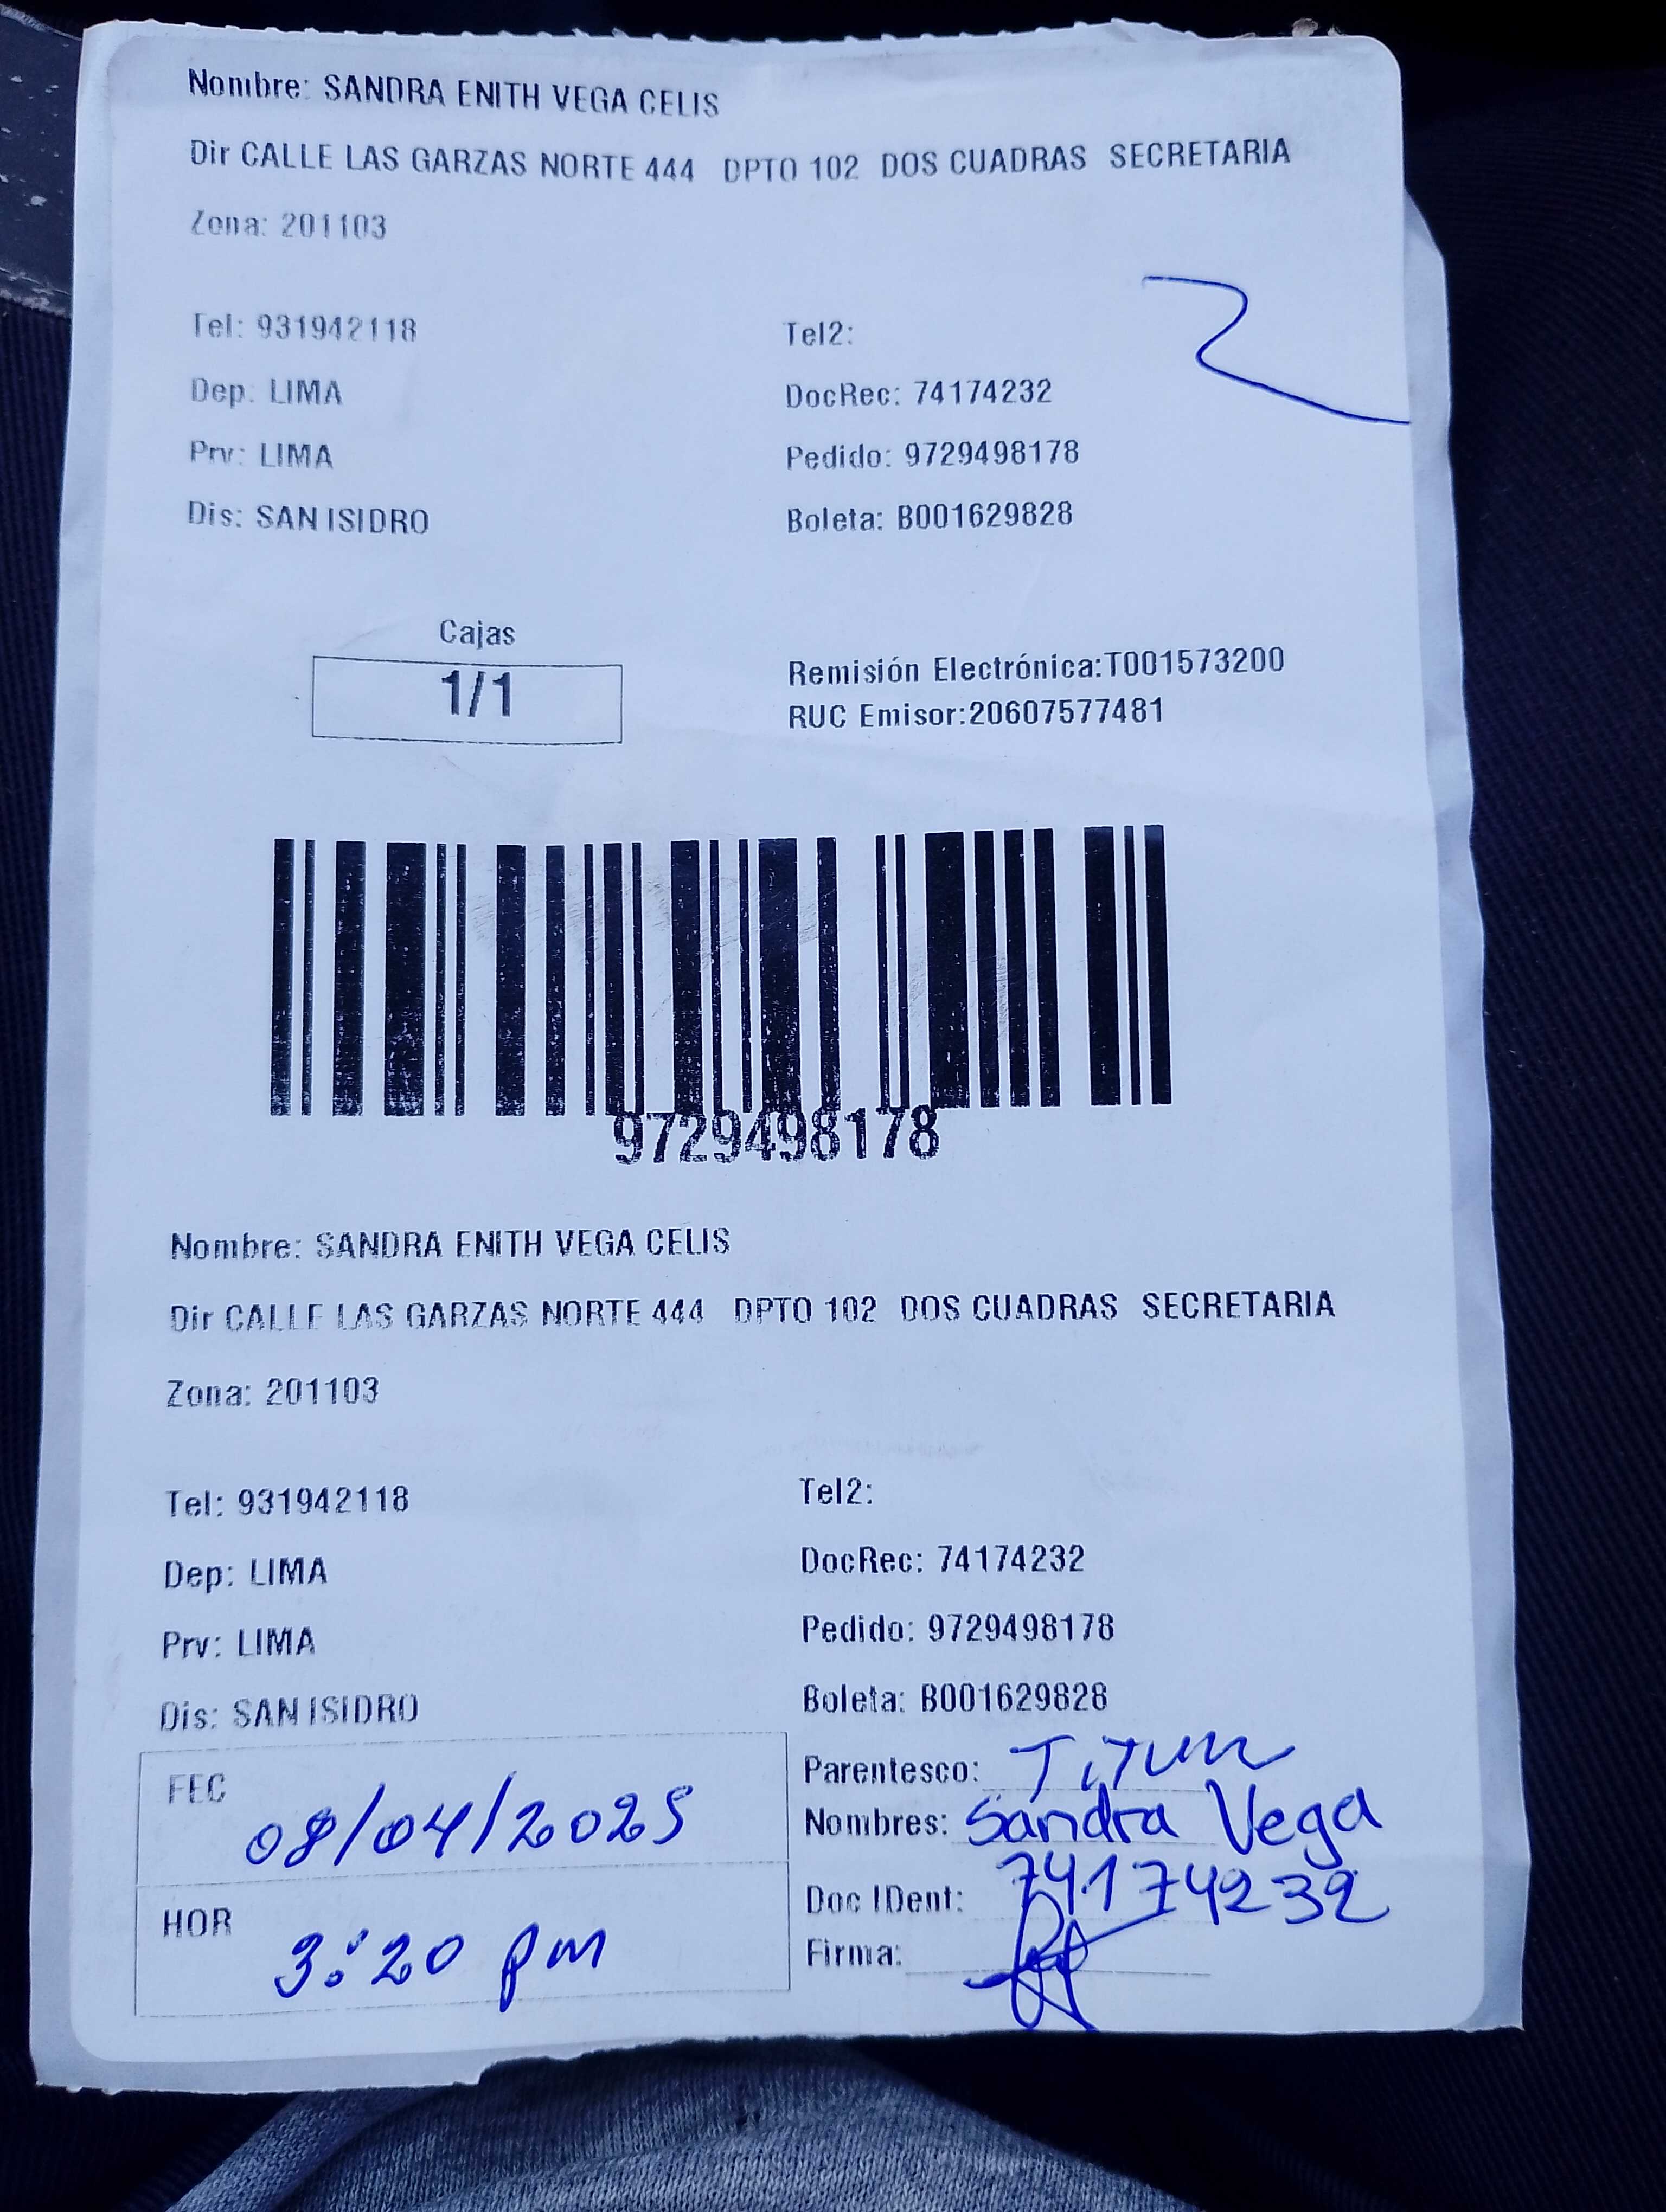 Nombre: SANDRA ENITH VEGA CELIS
Dir CALLE LAS GARZAS NORTE 444 DPTO 102 DOS CUADRAS SECRETARIA
Zona: 201103
Tel: 931942118 Tel2:
Dep: LIMA DocRec: 74174232
Prv: LIMA Pedido: 9729498178
Dis: SAN ISIDRO Boleta: B001629828
Cajas
1/1
Remisión Electrónica:T001573200
RUC Emisor:20607577481
9729498178
Nombre: SANDRA ENITH VEGA CELIS
Dir CALLE LAS GARZAS NORTE 444 DPTO 102 DOS CUADRAS SECRETARIA
Zona: 201103
Tel: 931942118 Tel2:
Dep: LIMA DocRec: 74174232
Prv: LIMA Pedido: 9729498178
Dis: SAN ISIDRO Boleta: B001629828
FEC 08/04/2025
HOR 3:20 pm
Parentesco:
Nombres: Sandra Vega
Doc IDent: 74174232
Firma: